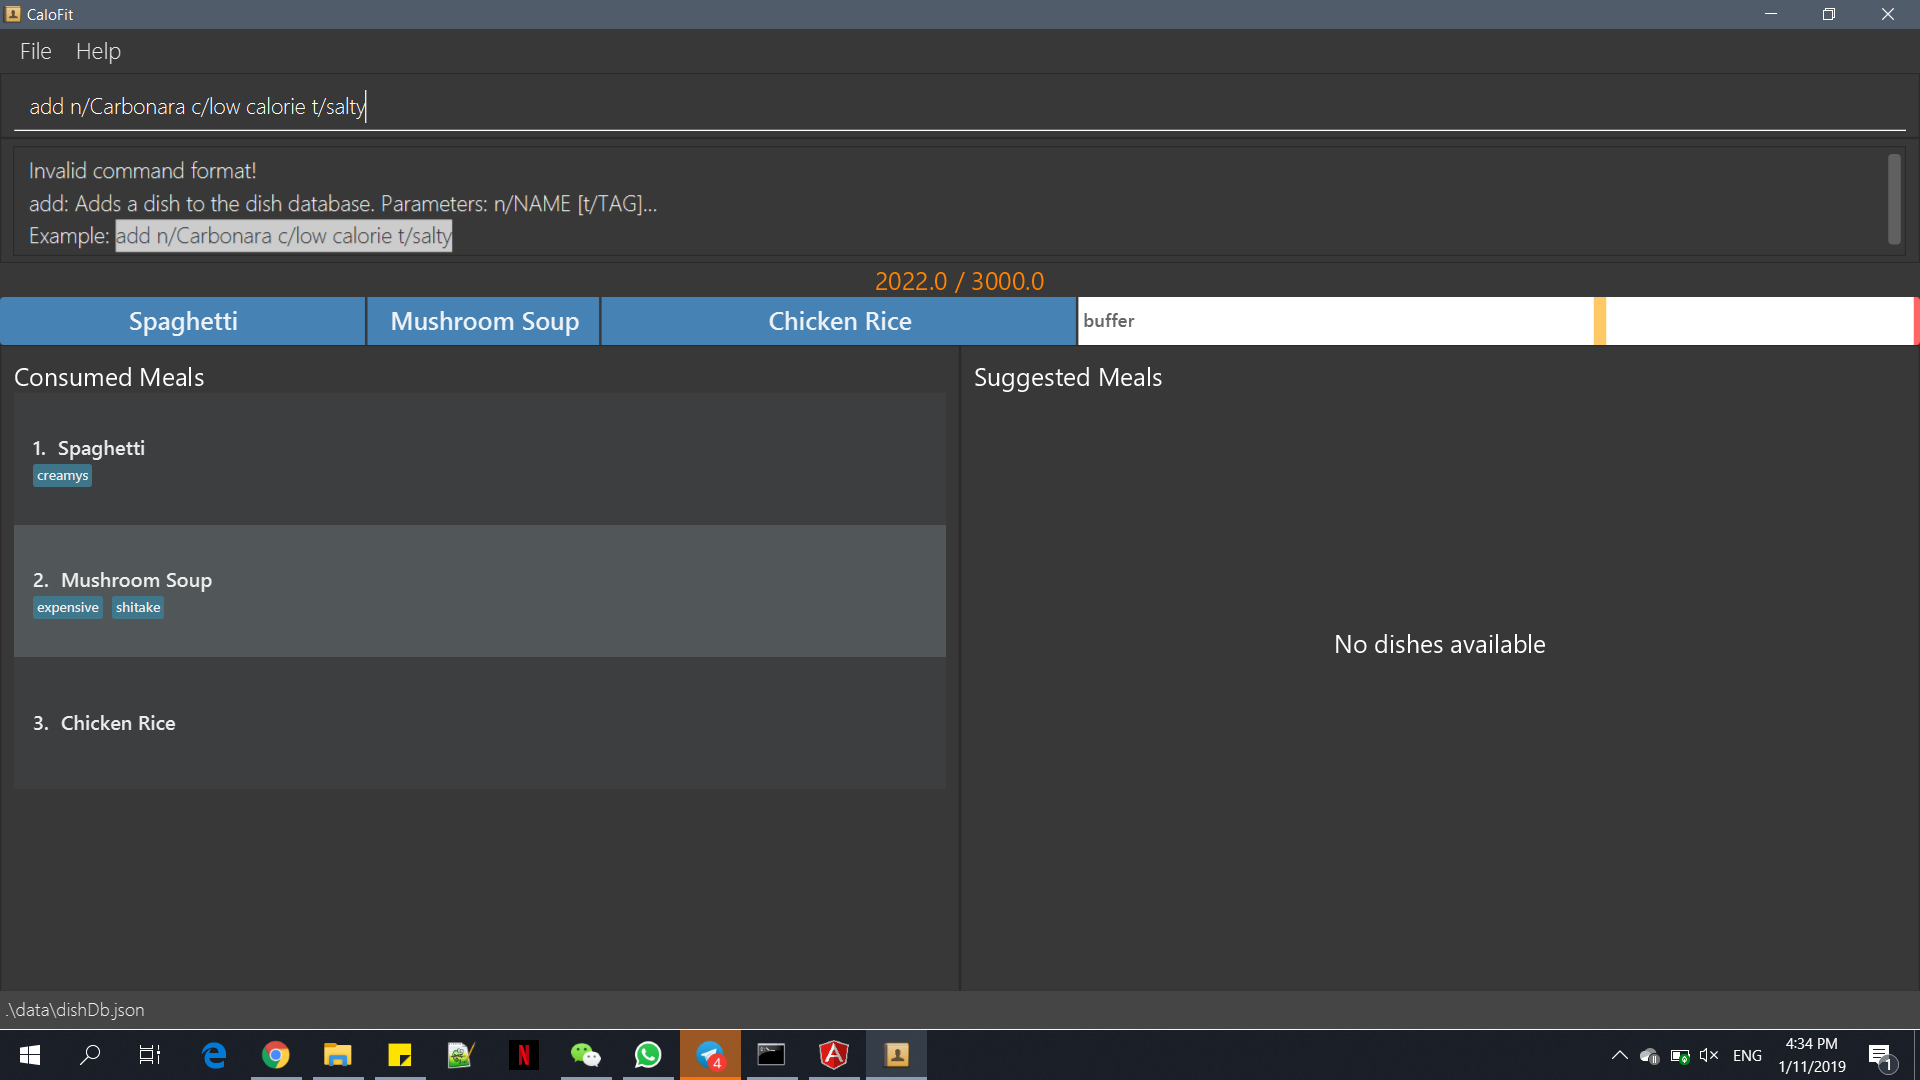 CaloFit
File Help
add n/Carbonara c/low calorie t/salty
Invalid command format!
add: Adds a dish to the dish database. Parameters: n/NAME [t/TAG]...
Example: add n/Carbonara c/low calorie t/salty
2022.0 / 3000.0
Spaghetti Mushroom Soup Chicken Rice buffer
Consumed Meals
1. Spaghetti
creamys
2. Mushroom Soup
expensive shitake
3. Chicken Rice
Suggested Meals
No dishes available
.\data\dishDb.json
4
ENG
4:34 PM
1/11/2019
1